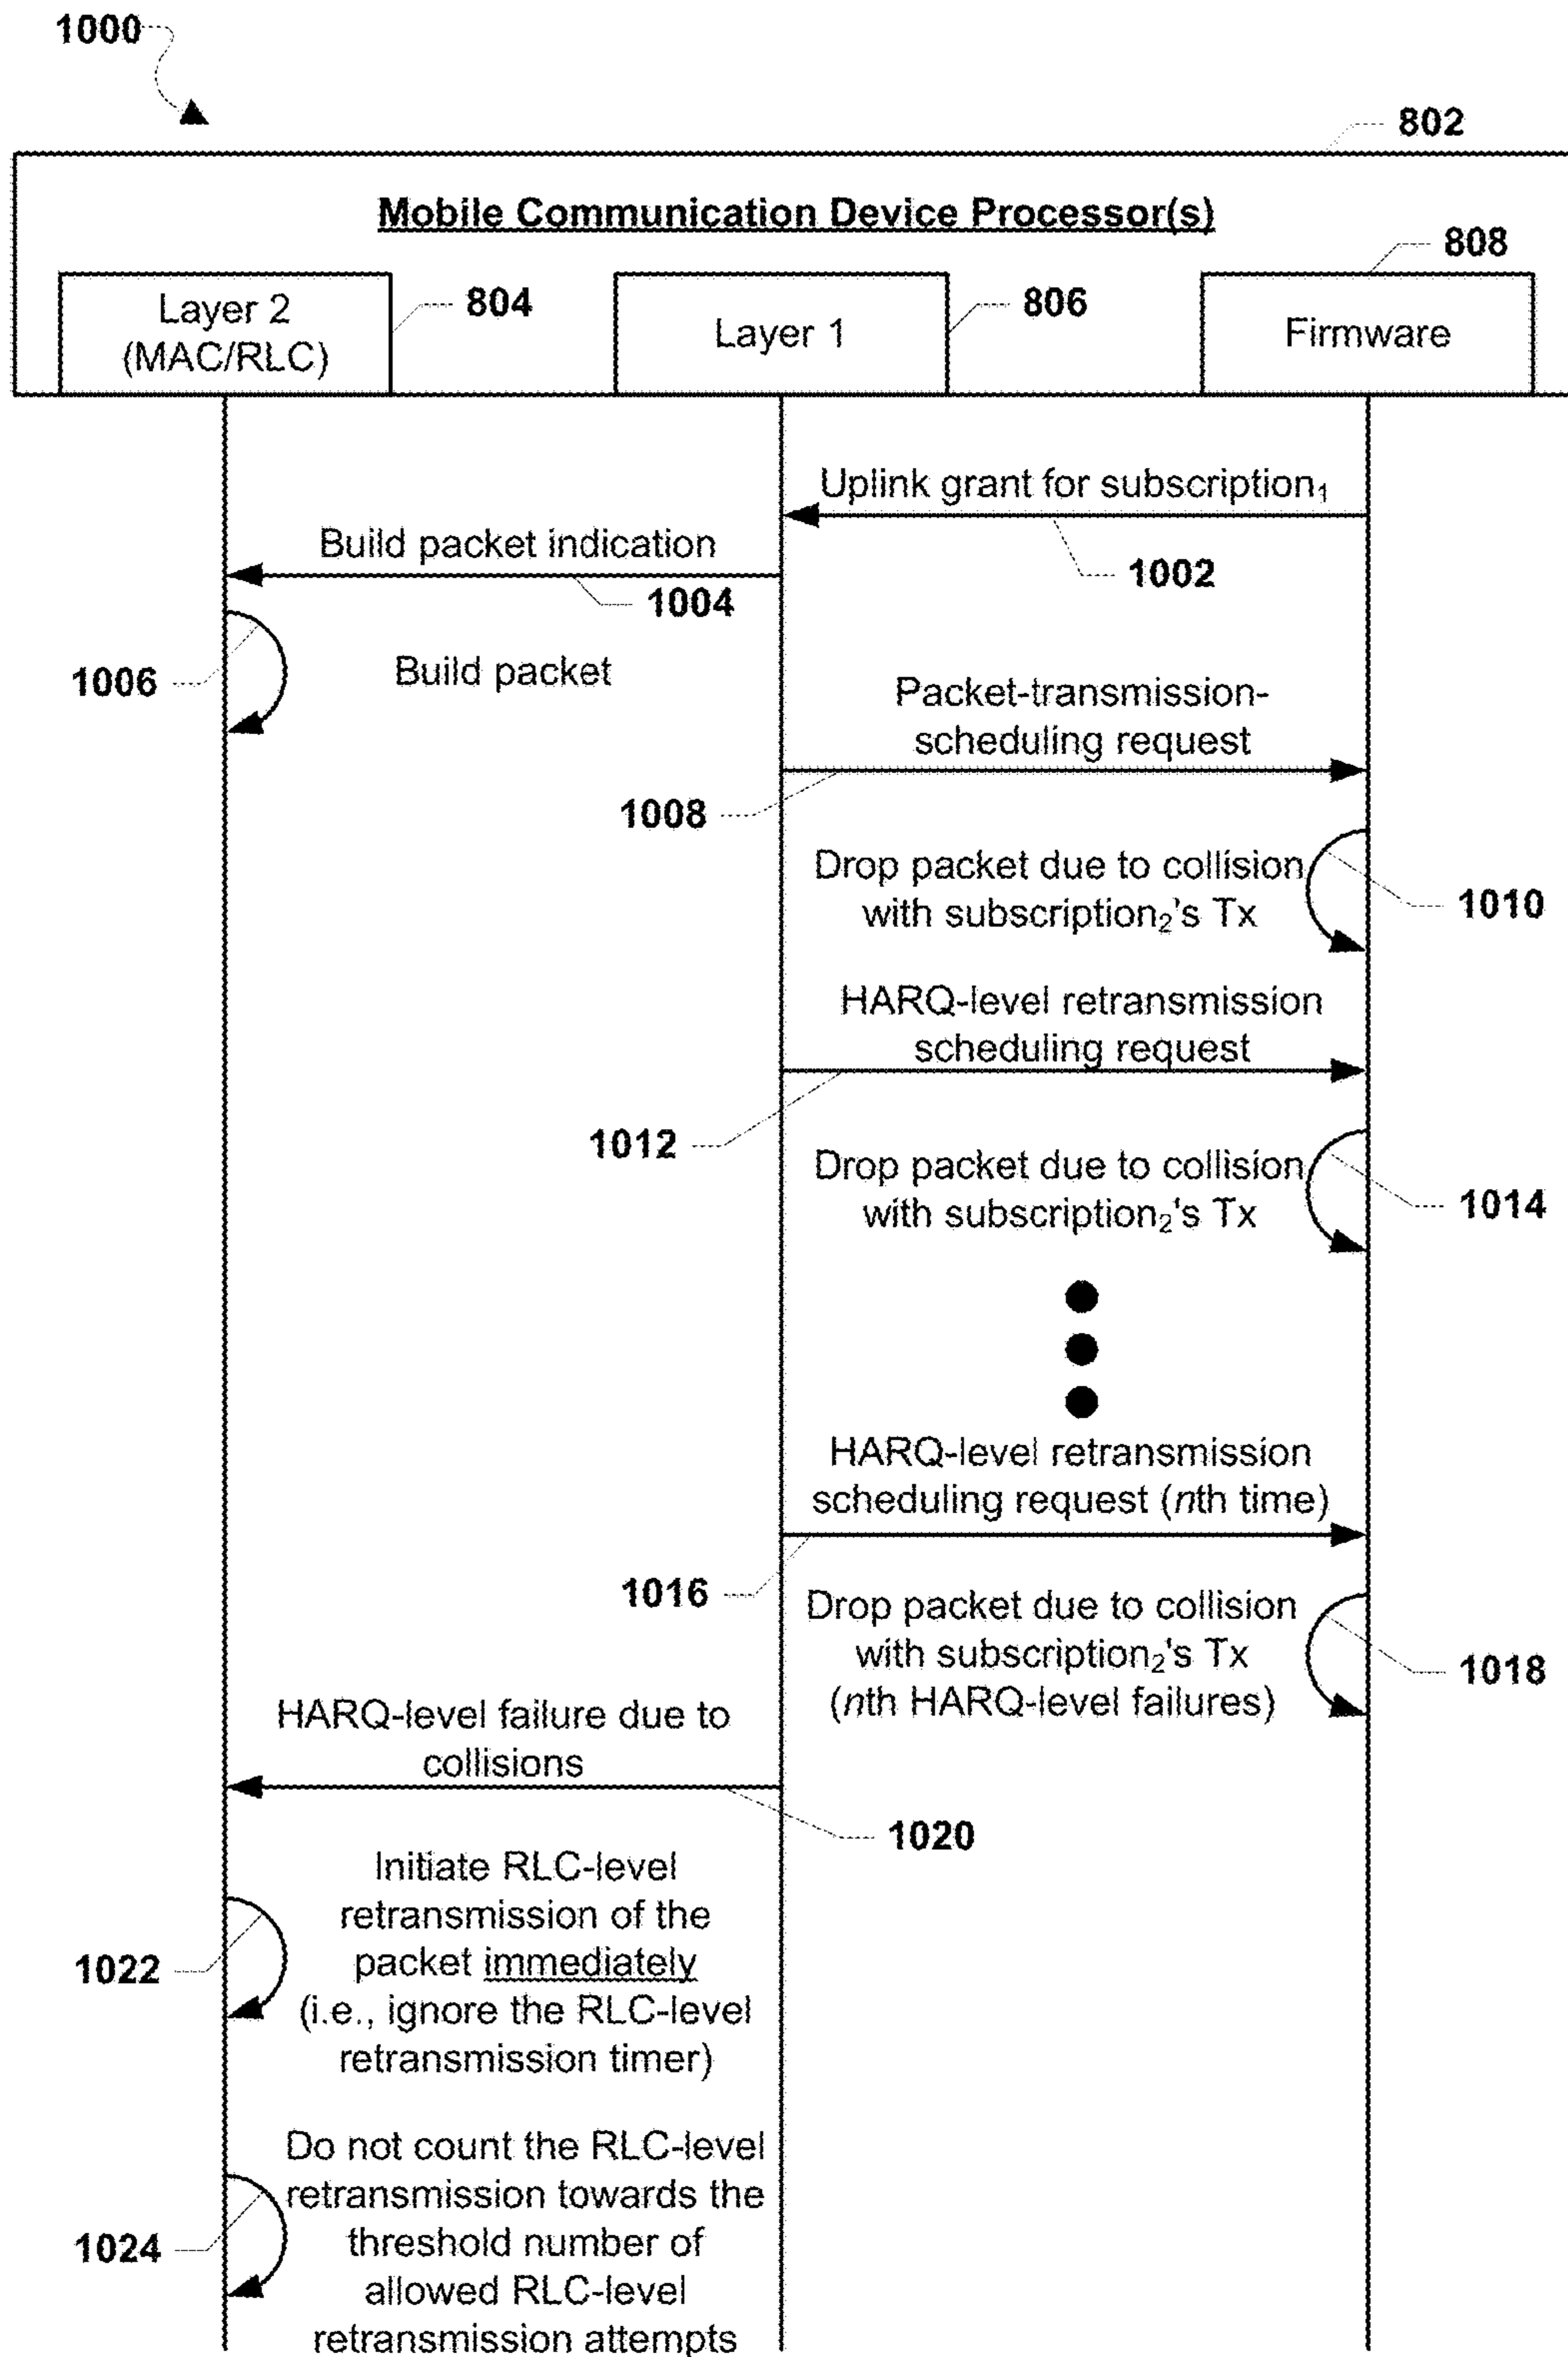 1000
802
Mobile Communication Device Processor(s)
808
Layer 2
(MAC/RLC)
804
Layer 1
806
Firmware
Uplink grant for subscription₁
1002
Build packet indication
1004
1006
Build packet
Packet-transmission-
scheduling request
1008
Drop packet due to collision
with subscription₂'s Tx
1010
HARQ-level retransmission
scheduling request
1012
Drop packet due to collision
with subscription₂'s Tx
1014
HARQ-level retransmission
scheduling request (nth time)
1016
Drop packet due to collision
with subscription₂'s Tx
(nth HARQ-level failures)
1018
HARQ-level failure due to
collisions
1020
Initiate RLC-level
retransmission of the
packet immediately
(i.e., ignore the RLC-level
retransmission timer)
1022
Do not count the RLC-level
retransmission towards the
threshold number of
allowed RLC-level
retransmission attempts
1024